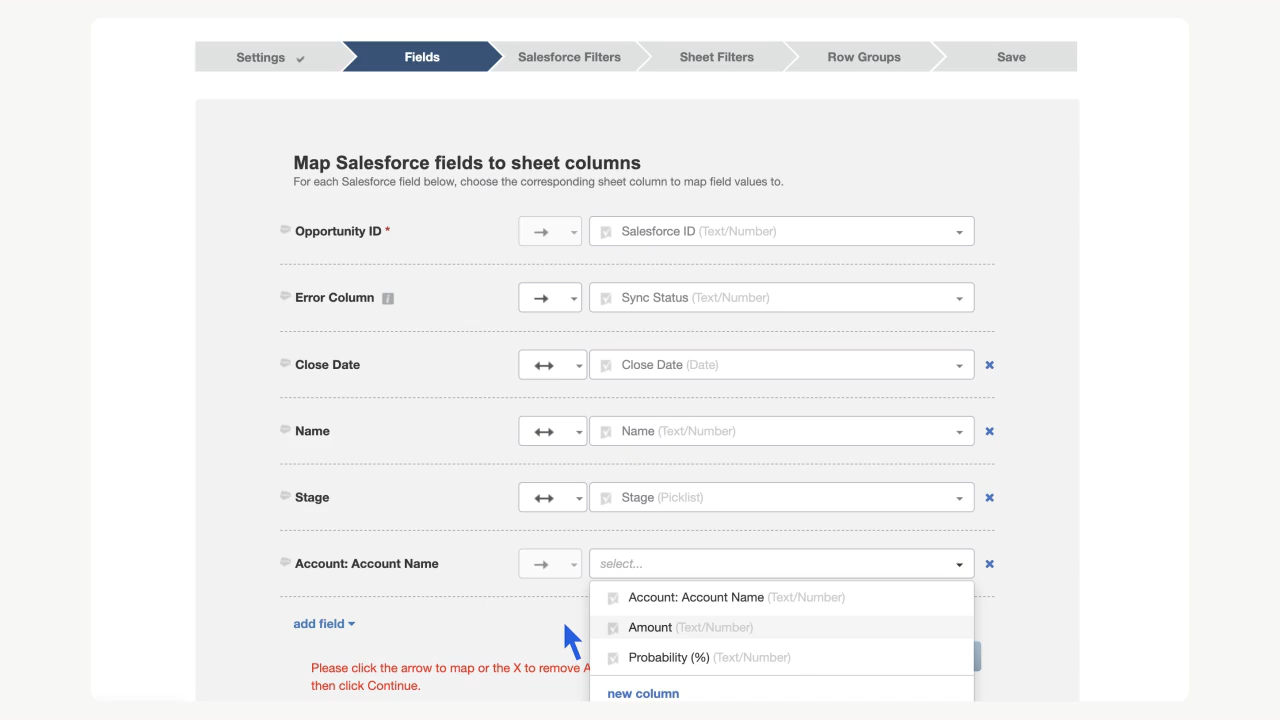 Settings
Fields
Salesforce Filters
Sheet Filters
Row Groups
Save
Map Salesforce fields to sheet columns
For each Salesforce field below, choose the corresponding sheet column to map field values to.
Opportunity ID *
Salesforce ID (Text/Number)
Error Column i
Sync Status (Text/Number)
Close Date
Close Date (Date)
Name
Name (Text/Number)
Stage
Stage (Picklist)
Account: Account Name
select...
Account: Account Name (Text/Number)
add field
Amount (Text/Number)
Probability (%) (Text/Number)
Please click the arrow to map or the X to remove A
then click Continue.
new column